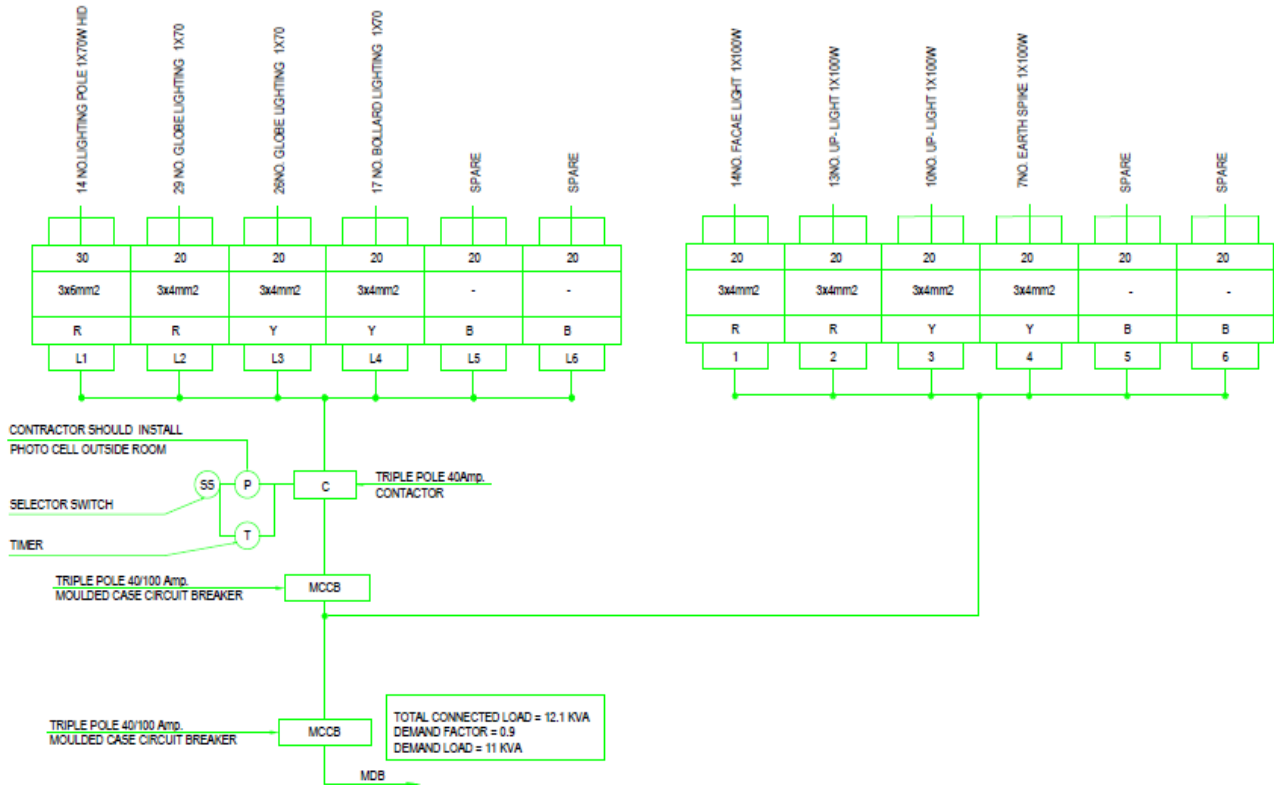 14 NO.LIGHTING POLE 1X70W HID
29 NO. GLOBE LIGHTING 1X70
26NO. GLOBE LIGHTING 1X70
17 NO. BOLLARD LIGHTING 1X70
SPARE
SPARE
30 20 20 20 20 20
3x6mm2 3x4mm2 3x4mm2 3x4mm2 - -
R R Y Y B B
L1 L2 L3 L4 L5 L6
14NO. FACAE LIGHT 1X100W
13NO. UP- LIGHT 1X100W
10NO. UP- LIGHT 1X100W
7NO. EARTH SPIKE 1X100W
SPARE
SPARE
20 20 20 20 20 20
3x4mm2 3x4mm2 3x4mm2 3x4mm2 - -
R R Y Y B B
1 2 3 4 5 6
CONTRACTOR SHOULD INSTALL
PHOTO CELL OUTSIDE ROOM
SS P C
TRIPLE POLE 40Amp.
CONTACTOR
SELECTOR SWITCH
T
TIMER
TRIPLE POLE 40/100 Amp.
MOULDED CASE CIRCUIT BREAKER
MCCB
TRIPLE POLE 40/100 Amp.
MOULDED CASE CIRCUIT BREAKER
MCCB
TOTAL CONNECTED LOAD = 12.1 KVA
DEMAND FACTOR = 0.9
DEMAND LOAD = 11 KVA
MDB